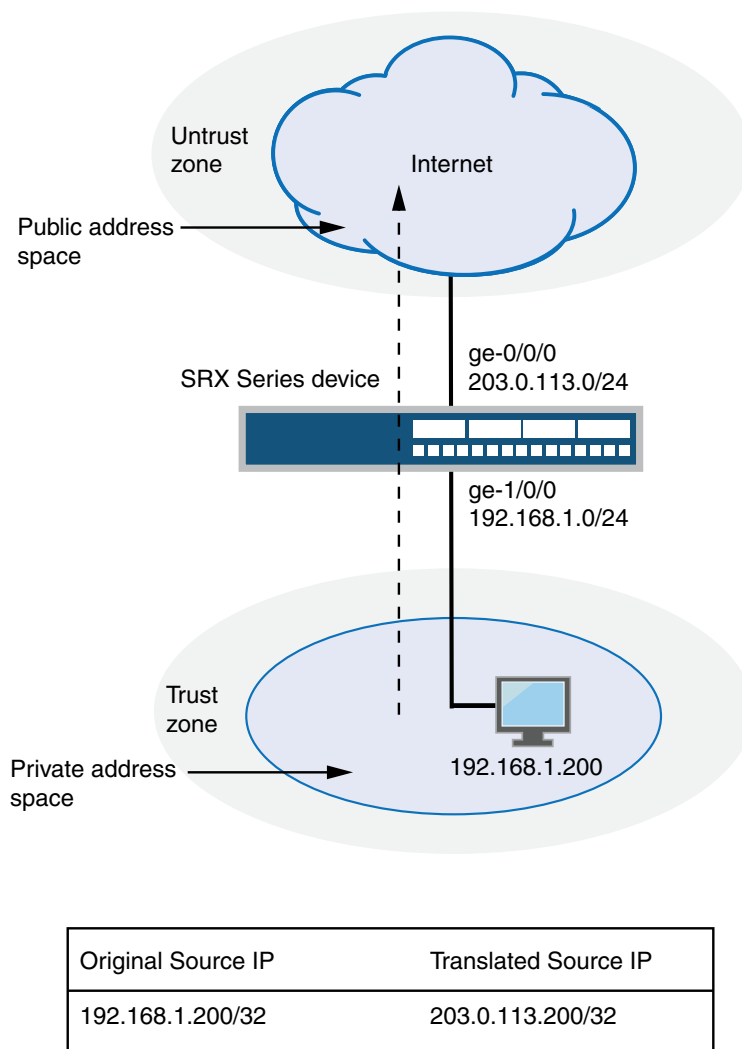 Untrust
zone
Internet
Public address
space
ge-0/0/0
203.0.113.0/24
SRX Series device
ge-1/0/0
192.168.1.0/24
Trust
zone
192.168.1.200
Private address
space
Original Source IP
Translated Source IP
192.168.1.200/32
203.0.113.200/32